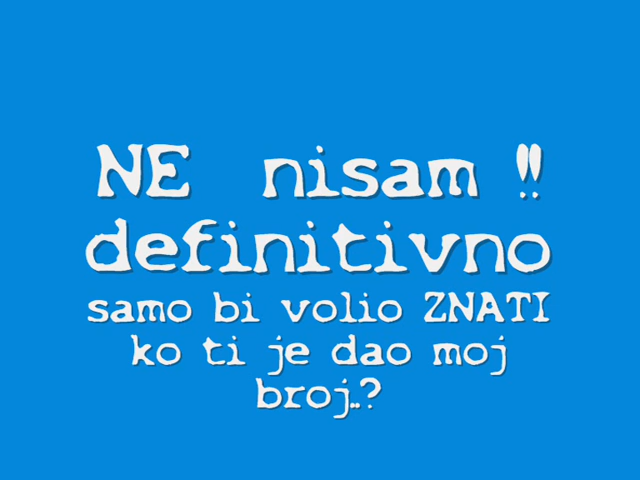 NE nisam !!
definitivno
samo bi volio ZNATI
ko ti je dao moj
broj..?